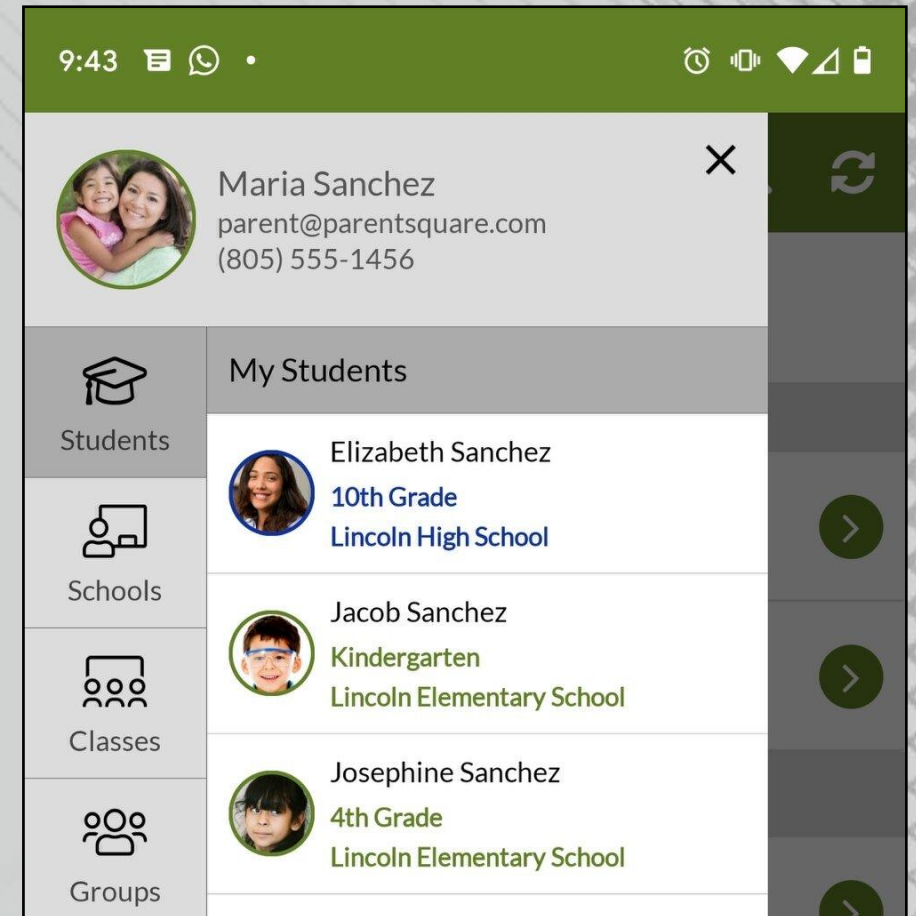 9:43
Maria Sanchez
parent@parentsquare.com
(805) 555-1456
My Students
Students
Elizabeth Sanchez
10th Grade
Lincoln High School
Schools
Jacob Sanchez
Kindergarten
Lincoln Elementary School
Classes
Josephine Sanchez
4th Grade
Lincoln Elementary School
Groups